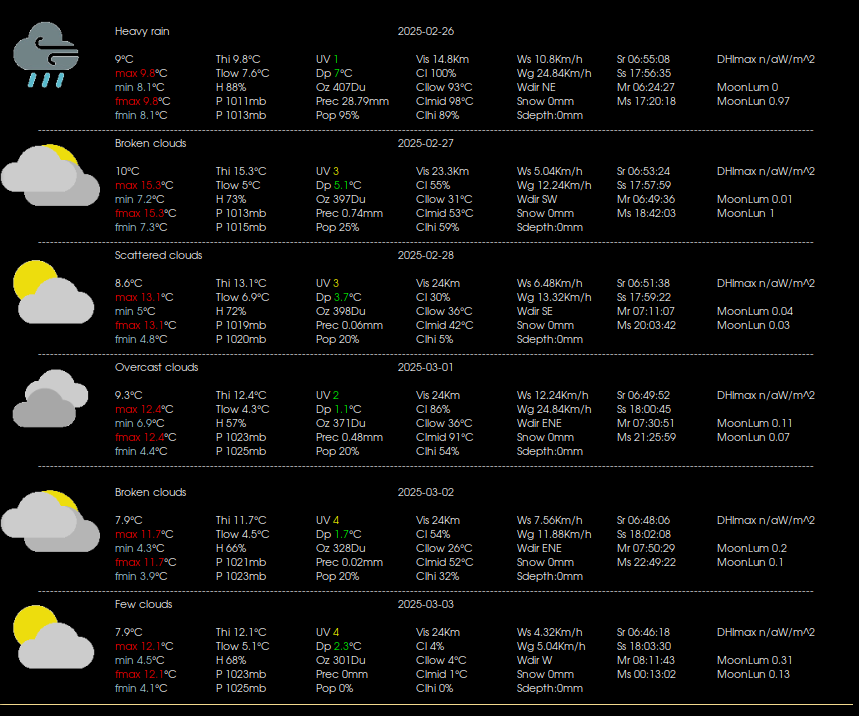 Heavy rain 2025-02-26
9°C Thi 9.8°C UV 1 Vis 14.8Km Ws 10.8Km/h Sr 06:55:08 DHImax n/aW/m^2
max 9.8°C Tlow 7.6°C Dp 7°C Cl 100% Wg 24.84Km/h Ss 17:56:35
min 8.1°C H 88% Oz 407Du Cllow 93°C Wdir NE Mr 06:24:27 MoonLum 0
fmax 9.8°C P 1011mb Prec 28.79mm Clmid 98°C Snow 0mm Ms 17:20:18 MoonLum 0.97
fmin 8.1°C P 1013mb Pop 95% Clhi 89% Sdepth:0mm
Broken clouds 2025-02-27
10°C Thi 15.3°C UV 3 Vis 23.3Km Ws 5.04Km/h Sr 06:53:24 DHImax n/aW/m^2
max 15.3°C Tlow 5°C Dp 5.1°C Cl 55% Wg 12.24Km/h Ss 17:57:59
min 7.2°C H 73% Oz 397Du Cllow 31°C Wdir SW Mr 06:49:36 MoonLum 0.01
fmax 15.3°C P 1013mb Prec 0.74mm Clmid 53°C Snow 0mm Ms 18:42:03 MoonLum 1
fmin 7.3°C P 1015mb Pop 25% Clhi 59% Sdepth:0mm
Scattered clouds 2025-02-28
8.6°C Thi 13.1°C UV 3 Vis 24Km Ws 6.48Km/h Sr 06:51:38 DHImax n/aW/m^2
max 13.1°C Tlow 6.9°C Dp 3.7°C Cl 30% Wg 13.32Km/h Ss 17:59:22
min 5°C H 72% Oz 398Du Cllow 36°C Wdir SE Mr 07:11:07 MoonLum 0.04
fmax 13.1°C P 1019mb Prec 0.06mm Clmid 42°C Snow 0mm Ms 20:03:42 MoonLum 0.03
fmin 4.8°C P 1020mb Pop 20% Clhi 5% Sdepth:0mm
Overcast clouds 2025-03-01
9.3°C Thi 12.4°C UV 2 Vis 24Km Ws 12.24Km/h Sr 06:49:52 DHImax n/aW/m^2
max 12.4°C Tlow 4.3°C Dp 1.1°C Cl 86% Wg 24.84Km/h Ss 18:00:45
min 6.9°C H 57% Oz 371Du Cllow 36°C Wdir ENE Mr 07:30:51 MoonLum 0.11
fmax 12.4°C P 1023mb Prec 0.48mm Clmid 91°C Snow 0mm Ms 21:25:59 MoonLum 0.07
fmin 4.4°C P 1025mb Pop 20% Clhi 54% Sdepth:0mm
Broken clouds 2025-03-02
7.9°C Thi 11.7°C UV 4 Vis 24Km Ws 7.56Km/h Sr 06:48:06 DHImax n/aW/m^2
max 11.7°C Tlow 4.5°C Dp 1.7°C Cl 54% Wg 11.88Km/h Ss 18:02:08
min 4.3°C H 66% Oz 328Du Cllow 26°C Wdir ENE Mr 07:50:29 MoonLum 0.2
fmax 11.7°C P 1021mb Prec 0.02mm Clmid 52°C Snow 0mm Ms 22:49:22 MoonLum 0.1
fmin 3.9°C P 1023mb Pop 20% Clhi 32% Sdepth:0mm
Few clouds 2025-03-03
7.9°C Thi 12.1°C UV 4 Vis 24Km Ws 4.32Km/h Sr 06:46:18 DHImax n/aW/m^2
max 12.1°C Tlow 5.1°C Dp 2.3°C Cl 4% Wg 5.04Km/h Ss 18:03:30
min 4.5°C H 68% Oz 301Du Cllow 4°C Wdir W Mr 08:11:43 MoonLum 0.31
fmax 12.1°C P 1023mb Prec 0mm Clmid 1°C Snow 0mm Ms 00:13:02 MoonLum 0.13
fmin 4.1°C P 1025mb Pop 0% Clhi 0% Sdepth:0mm